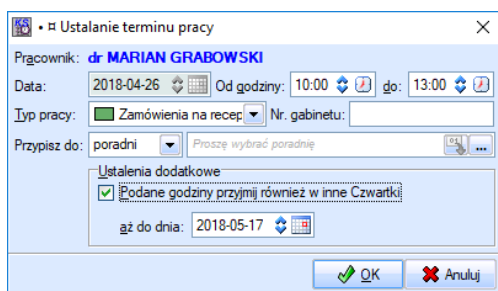 KS
• ¤ Ustalanie terminu pracy
Pracownik: dr MARIAN GRABOWSKI
Data: 2018-04-26 Od godziny: 10:00 do: 13:00
Typ pracy: Zamówienia na recep Nr. gabinetu:
Przypisz do: poradni Proszę wybrać poradnię ...
Ustalenia dodatkowe
Podane godziny przyjmij również w inne Czwartki
aż do dnia: 2018-05-17
OK Anuluj